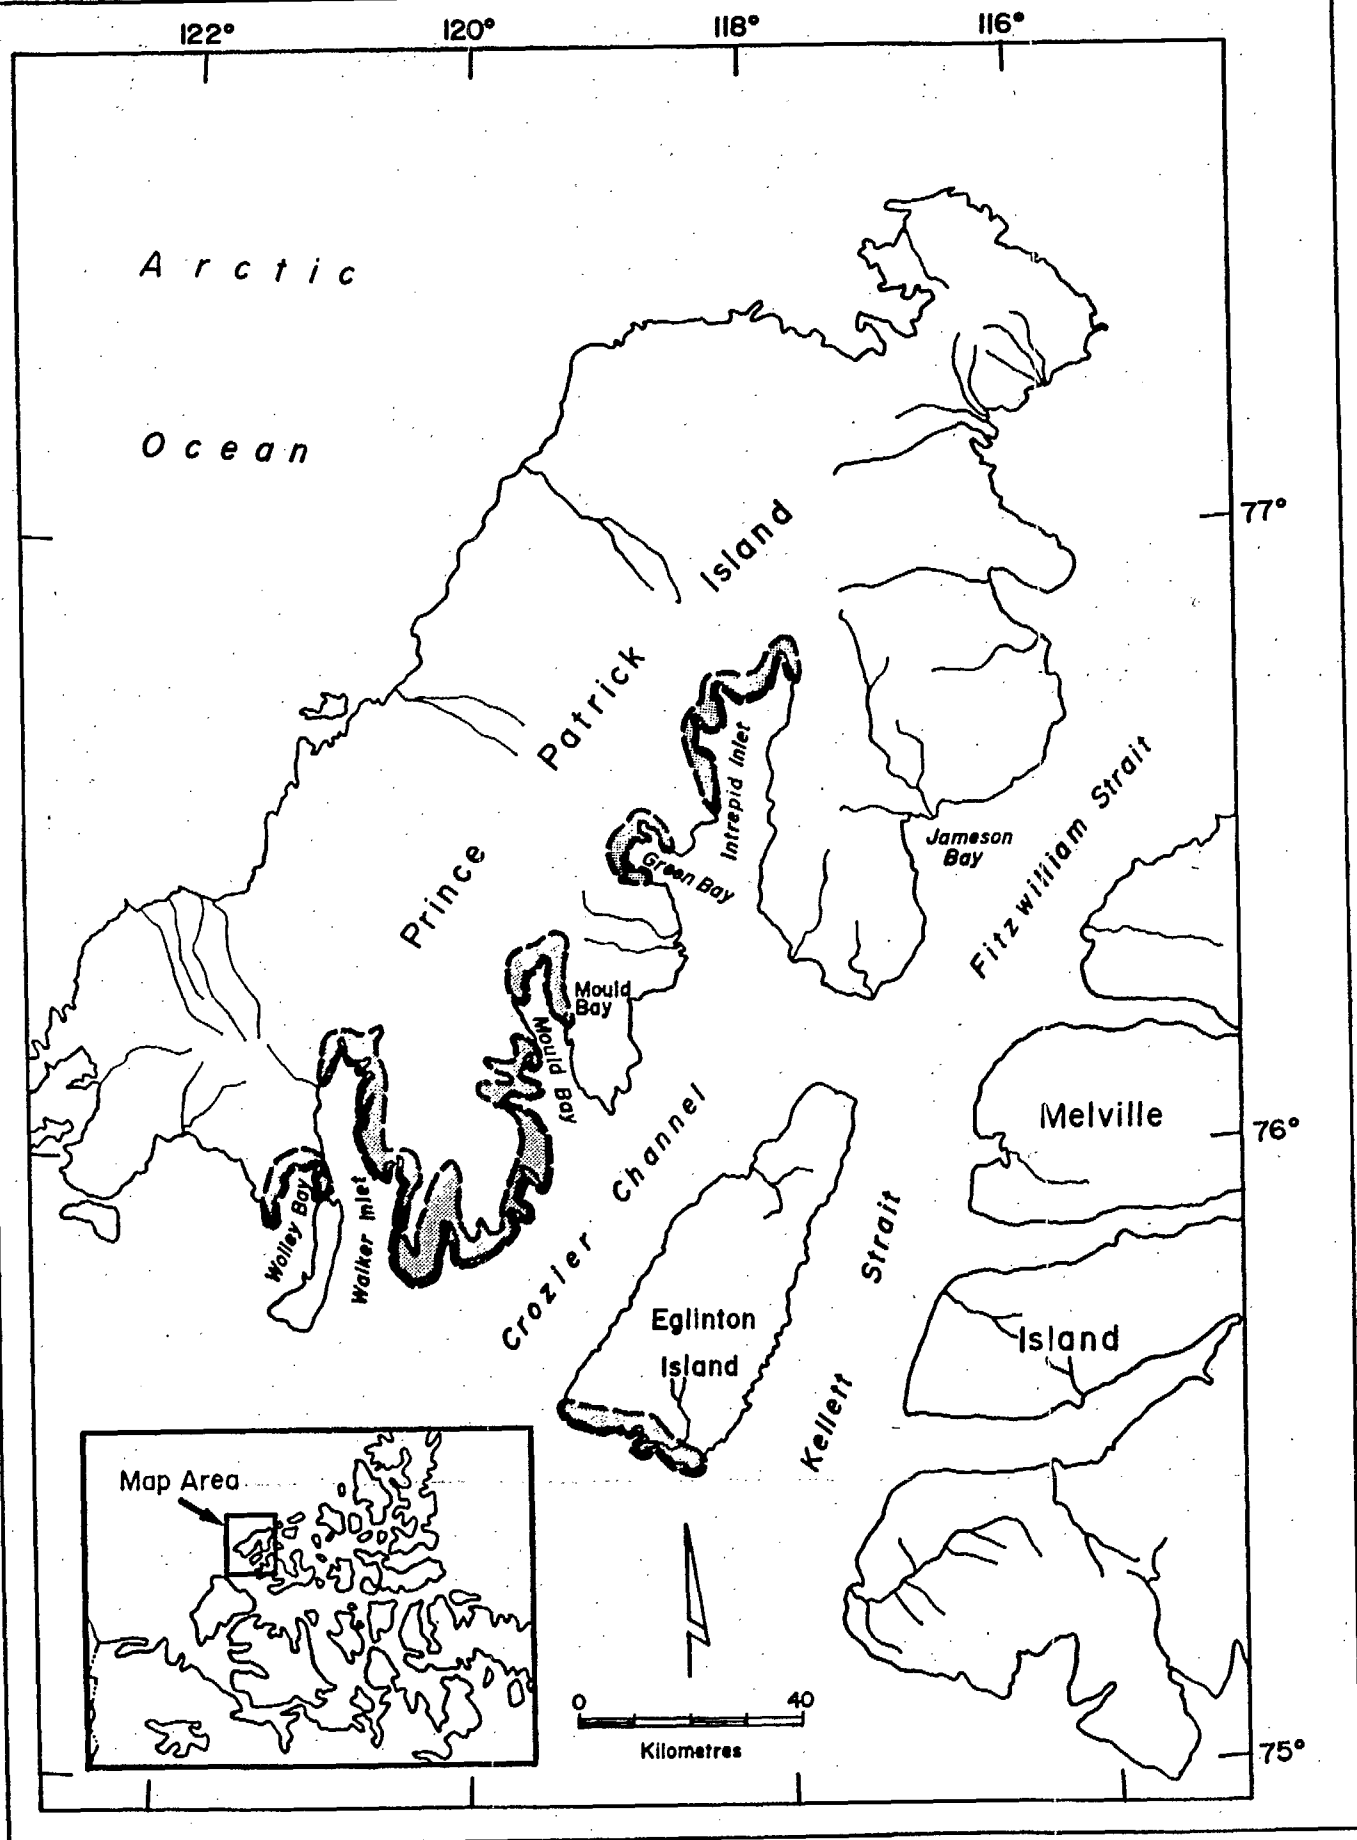 122° 120° 118° 116°
Arctic
Ocean
77°
Island
Patrick
Prince
Intrepid Inlet
Green Bay
Jameson
Bay
Fitzwilliam Strait
Mould
Bay
Mould Bay
Melville
76°
Crozier Channel
Walker Inlet
Wolley Bay
Strait
Kellett
Eglinton
Island
Island
Map Area
0 40
Kilometres
75°